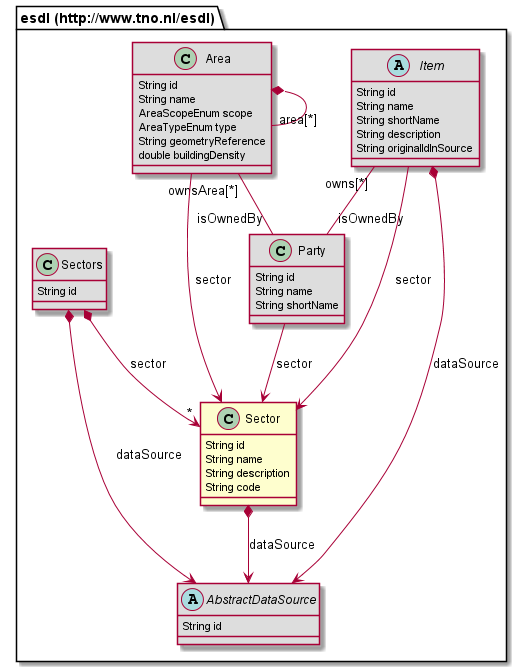 esdl (http://www.tno.nl/esdl)
C Area
String id
String name
AreaScopeEnum scope
AreaTypeEnum type
String geometryReference
double buildingDensity
area[*]
A Item
String id
String name
String shortName
String description
String originalIdInSource
ownsArea[*]
owns[*]
isOwnedBy
isOwnedBy
C Party
String id
String name
String shortName
C Sectors
String id
sector
sector
sector
sector
dataSource
*
C Sector
String id
String name
String description
String code
dataSource
dataSource
A AbstractDataSource
String id